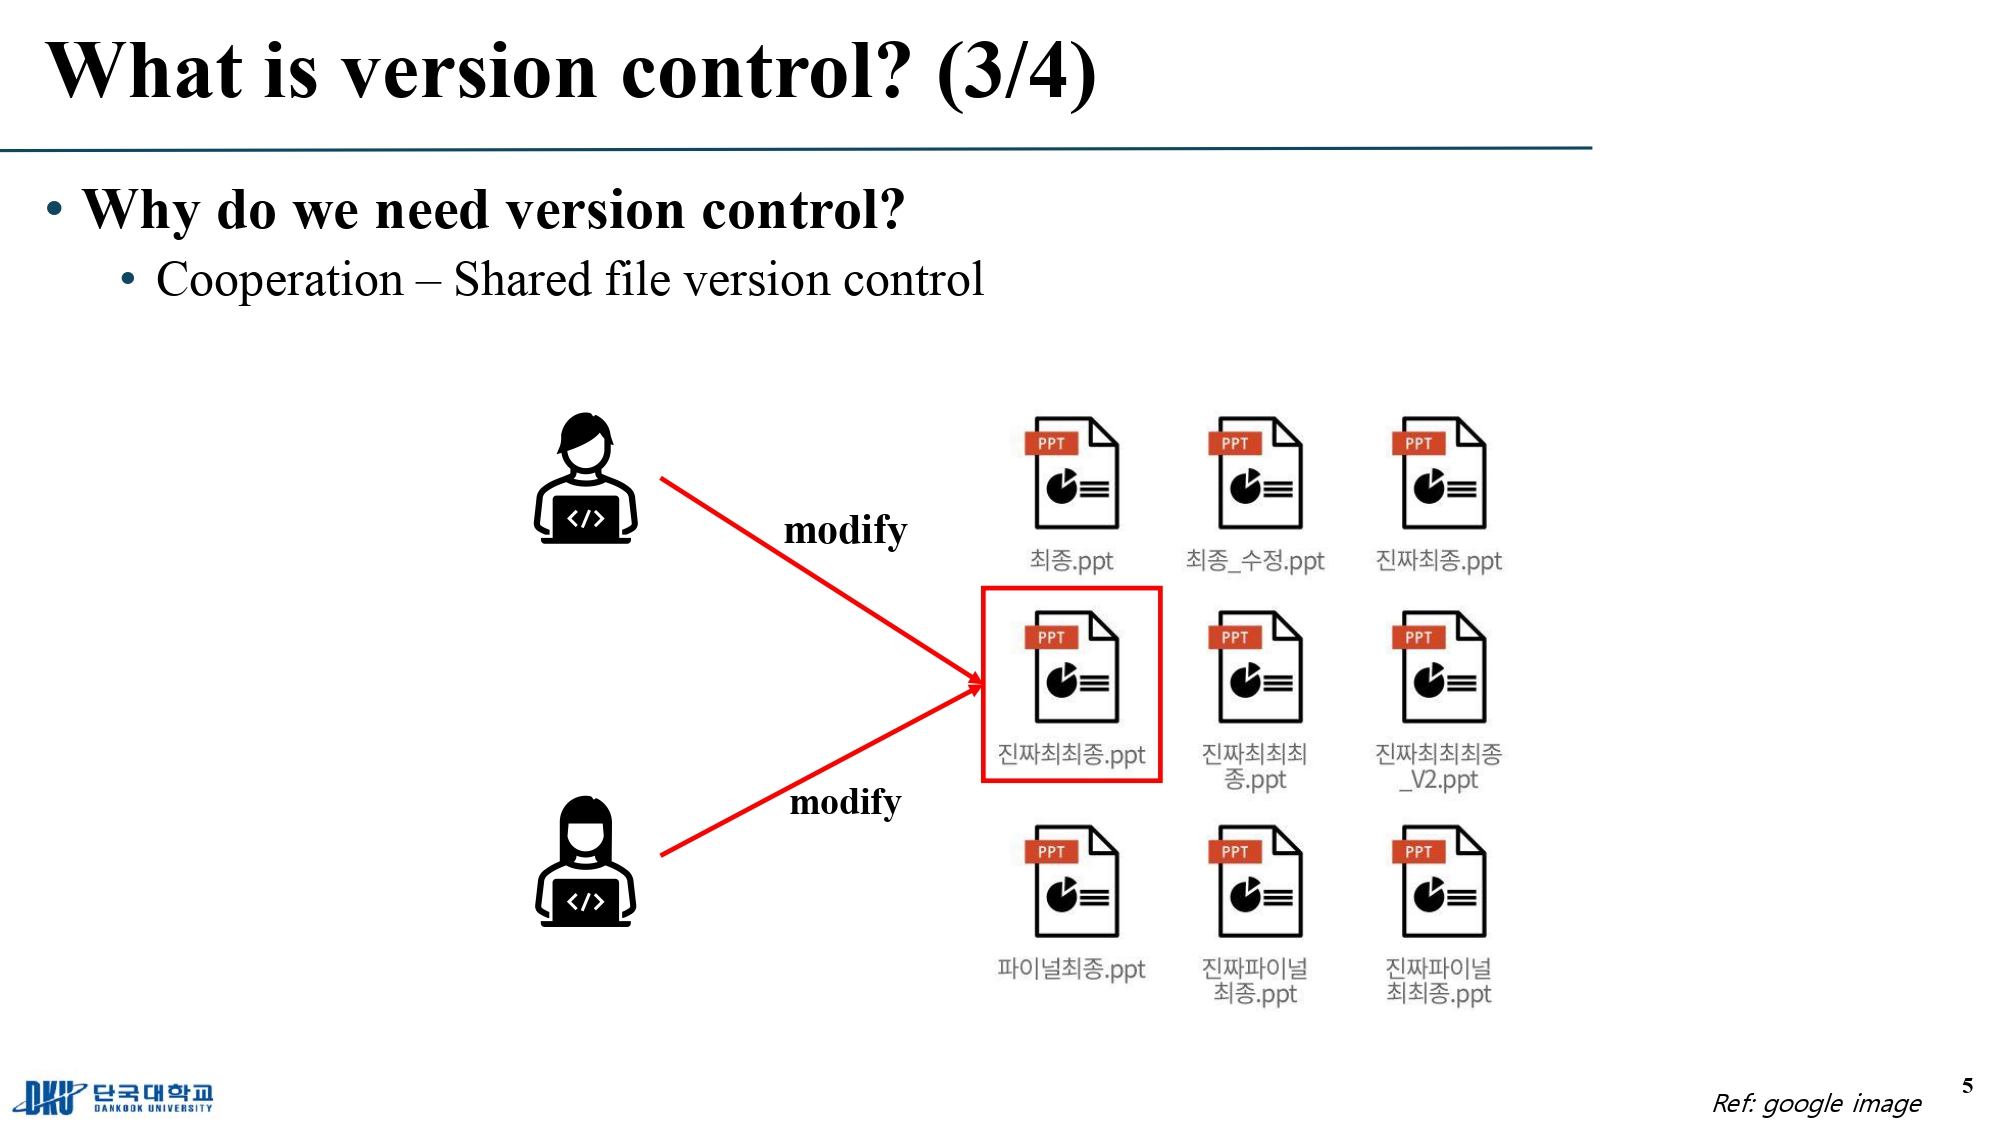 What is version control? (3/4)
• Why do we need version control?
• Cooperation – Shared file version control
</>
modify
</>
modify
PPT
PPT
PPT
최종.ppt
최종_수정.ppt
진짜최종.ppt
PPT
PPT
PPT
진짜최최종.ppt
진짜최최최
종.ppt
진짜최최최종
_V2.ppt
PPT
PPT
PPT
파이널최종.ppt
진짜파이널
최종.ppt
진짜파이널
최최종.ppt
DKU 단국대학교
DANKOOK UNIVERSITY
Ref: google image
5